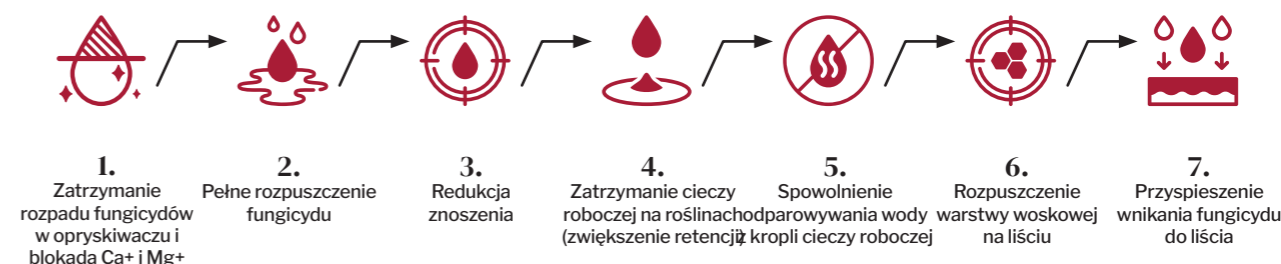 1.
Zatrzymanie
rozpadu fungicydów
w opryskiwaczu i
blokada Ca+ i Mg+
2.
Pełne rozpuszczenie
fungicydu
3.
Redukcja
znoszenia
4.
Zatrzymanie cieczy
roboczej na roślinach
(zwiększenie retencji)
5.
Spowolnienie
odparowywania wody
z kropli cieczy roboczej
6.
Rozpuszczenie
warstwy woskowej
na liściu
7.
Przyspieszenie
wnikania fungicydu
do liścia